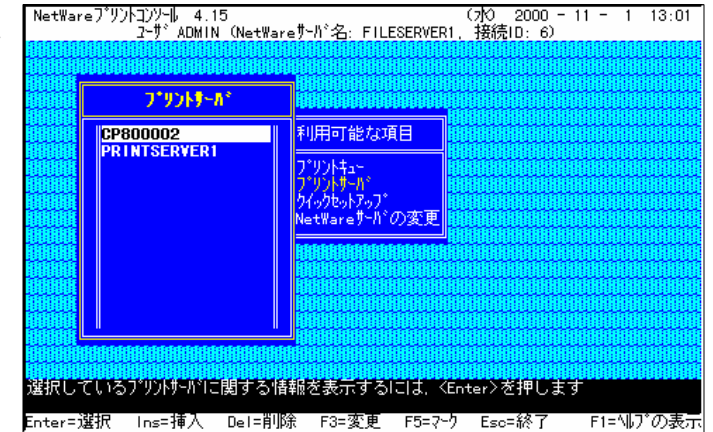 NetWareプリントコンソール 4.15 (水) 2000 - 11 - 1 13:01
ユーザ ADMIN (NetWareサーバ名: FILESERVER1, 接続ID: 6)
プリントサーバ
CP800002
PRINTSERVER1
利用可能な項目
プリントキュー
プリントサーバ
クイックセットアップ
NetWareサーバの変更
選択しているプリントサーバに関する情報を表示するには, <Enter>を押します
Enter=選択 Ins=挿入 Del=削除 F3=変更 F5=マーク Esc=終了 F1=ヘルプの表示